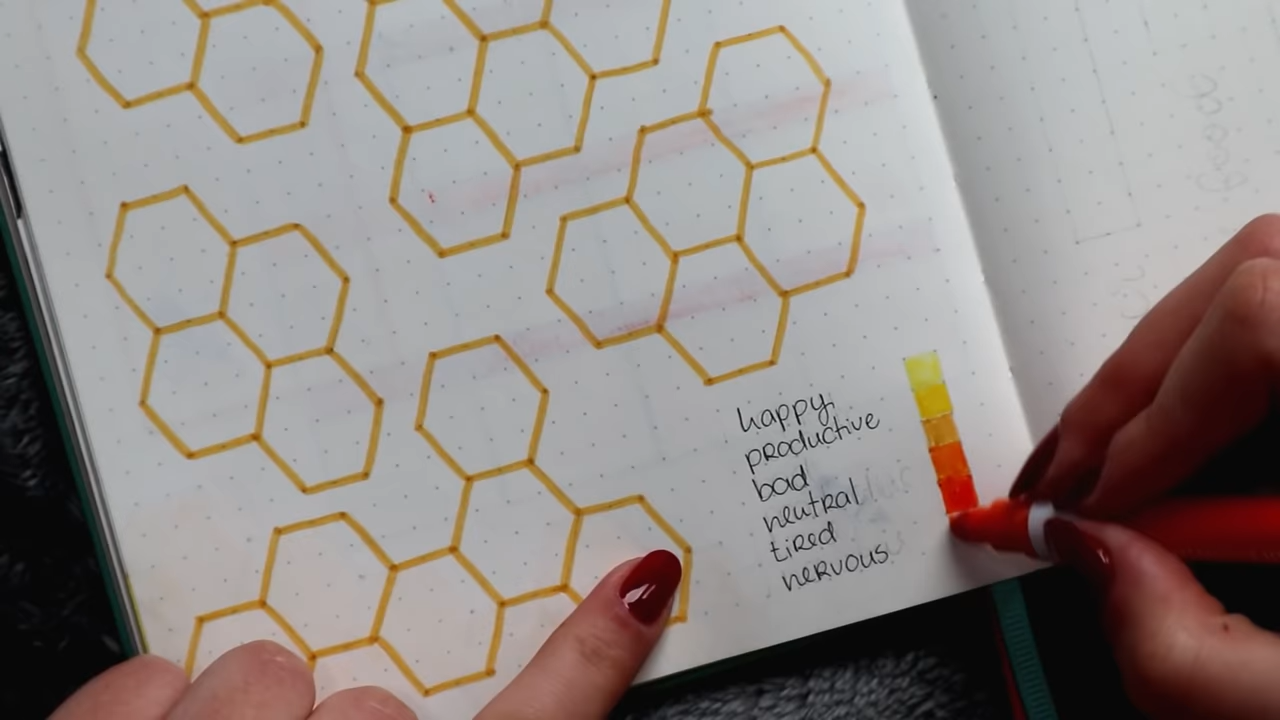 happy
productive
bad
neutral
tired
nervous